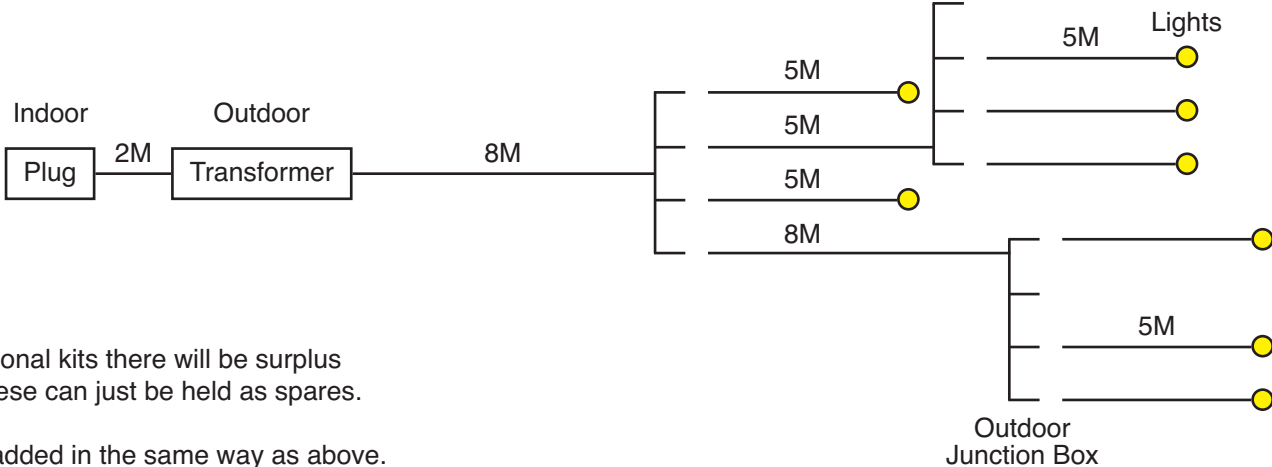 Lights
5M
5M
Indoor
Outdoor
5M
2M
8M
Plug
Transformer
5M
8M
5M
onal kits there will be surplus
ese can just be held as spares.
Outdoor
Junction Box
added in the same way as above.